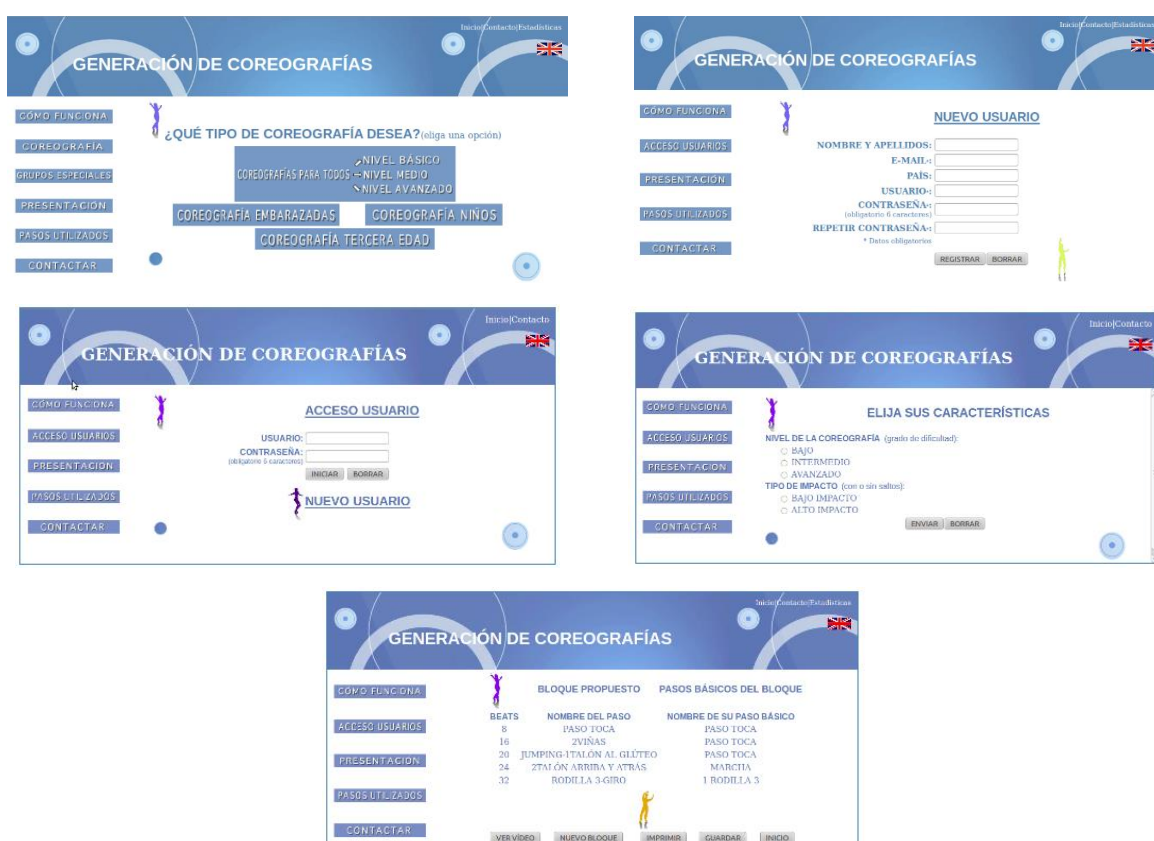 Inicio|Contacto|Estadísticas
GENERACIÓN DE COREOGRAFÍAS
CÓMO FUNCIONA
COREOGRAFÍA
GRUPOS ESPECIALES
PRESENTACIÓN
PASOS UTILIZADOS
CONTACTAR
¿QUÉ TIPO DE COREOGRAFÍA DESEA?(eliga una opción)
COREOGRAFÍAS PARA TODOS
NIVEL BÁSICO
NIVEL MEDIO
NIVEL AVANZADO
COREOGRAFÍA EMBARAZADAS COREOGRAFÍA NIÑOS
COREOGRAFÍA TERCERA EDAD
Inicio|Contacto|Estadísticas
GENERACIÓN DE COREOGRAFÍAS
CÓMO FUNCIONA
ACCESO USUARIOS
PRESENTACIÓN
PASOS UTILIZADOS
CONTACTAR
NUEVO USUARIO
NOMBRE Y APELLIDOS:
E-MAIL*:
PAÍS:
USUARIO*:
CONTRASEÑA*:
(obligatorio 6 caracteres)
REPETIR CONTRASEÑA*:
* Datos obligatorios
REGISTRAR BORRAR
Inicio|Contacto
GENERACIÓN DE COREOGRAFÍAS
CÓMO FUNCIONA
ACCESO USUARIOS
PRESENTACIÓN
PASOS UTILIZADOS
CONTACTAR
ACCESO USUARIO
USUARIO:
CONTRASEÑA:
(obligatorio 6 caracteres)
INICIAR BORRAR
NUEVO USUARIO
Inicio|Contacto
GENERACIÓN DE COREOGRAFÍAS
CÓMO FUNCIONA
ACCESO USUARIOS
PRESENTACIÓN
PASOS UTILIZADOS
CONTACTAR
ELIJA SUS CARACTERÍSTICAS
NIVEL DE LA COREOGRAFÍA (grado de dificultad):
BAJO
INTERMEDIO
AVANZADO
TIPO DE IMPACTO (con o sin saltos):
BAJO IMPACTO
ALTO IMPACTO
ENVIAR BORRAR
Inicio|Contacto|Estadísticas
GENERACIÓN DE COREOGRAFÍAS
CÓMO FUNCIONA
ACCESO USUARIOS
PRESENTACIÓN
PASOS UTILIZADOS
CONTACTAR
BLOQUE PROPUESTO PASOS BÁSICOS DEL BLOQUE
BEATS NOMBRE DEL PASO NOMBRE DE SU PASO BÁSICO
8 PASO TOCA PASO TOCA
16 2VIÑAS PASO TOCA
20 JUMPING-1TALÓN AL GLÚTEO PASO TOCA
24 2TALÓN ARRIBA Y ATRÁS MARCHA
32 RODILLA 3-GIRO 1 RODILLA 3
VER VÍDEO NUEVO BLOQUE IMPRIMIR GUARDAR INICIO